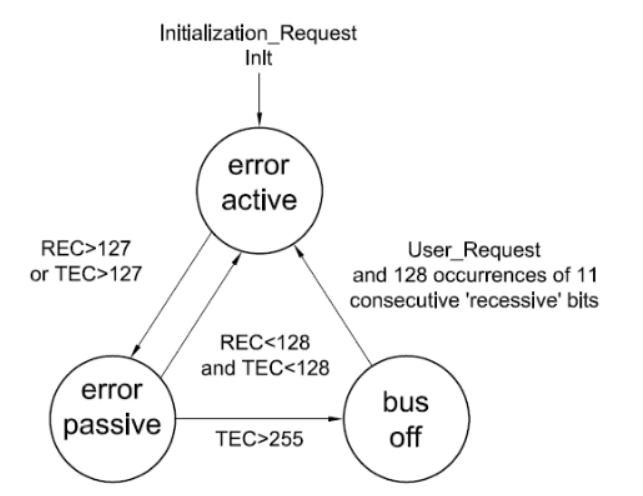 Initialization_Request
InIt
error
active
REC>127
or TEC>127
User_Request
and 128 occurrences of 11
consecutive 'recessive' bits
REC<128
and TEC<128
error
passive
TEC>255
bus
off